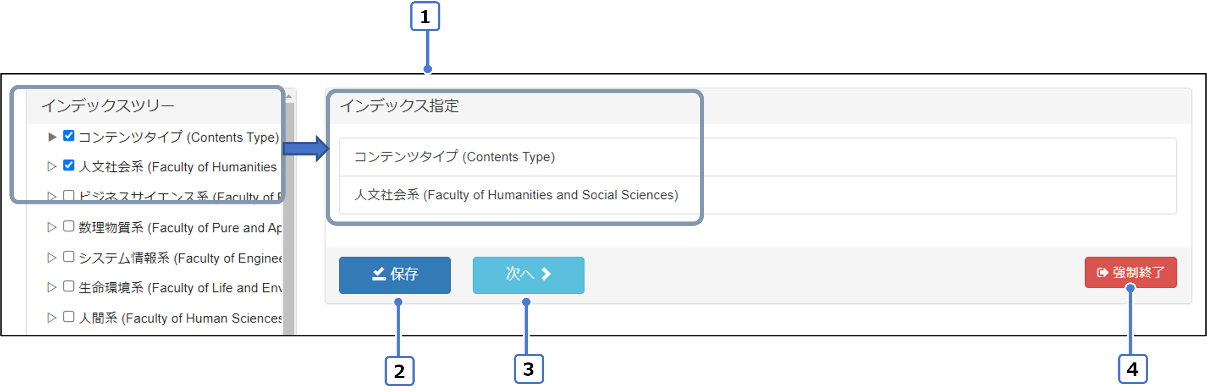 1
インデックスツリー
コンテンツタイプ (Contents Type)
人文社会系 (Faculty of Humanities
ビジネスサイエンス系 (Faculty of
数理物質系 (Faculty of Pure and Ap
システム情報系 (Faculty of Enginee
生命環境系 (Faculty of Life and Env
人間系 (Faculty of Human Sciences
インデックス指定
コンテンツタイプ (Contents Type)
人文社会系 (Faculty of Humanities and Social Sciences)
保存
次へ
強制終了
2
3
4